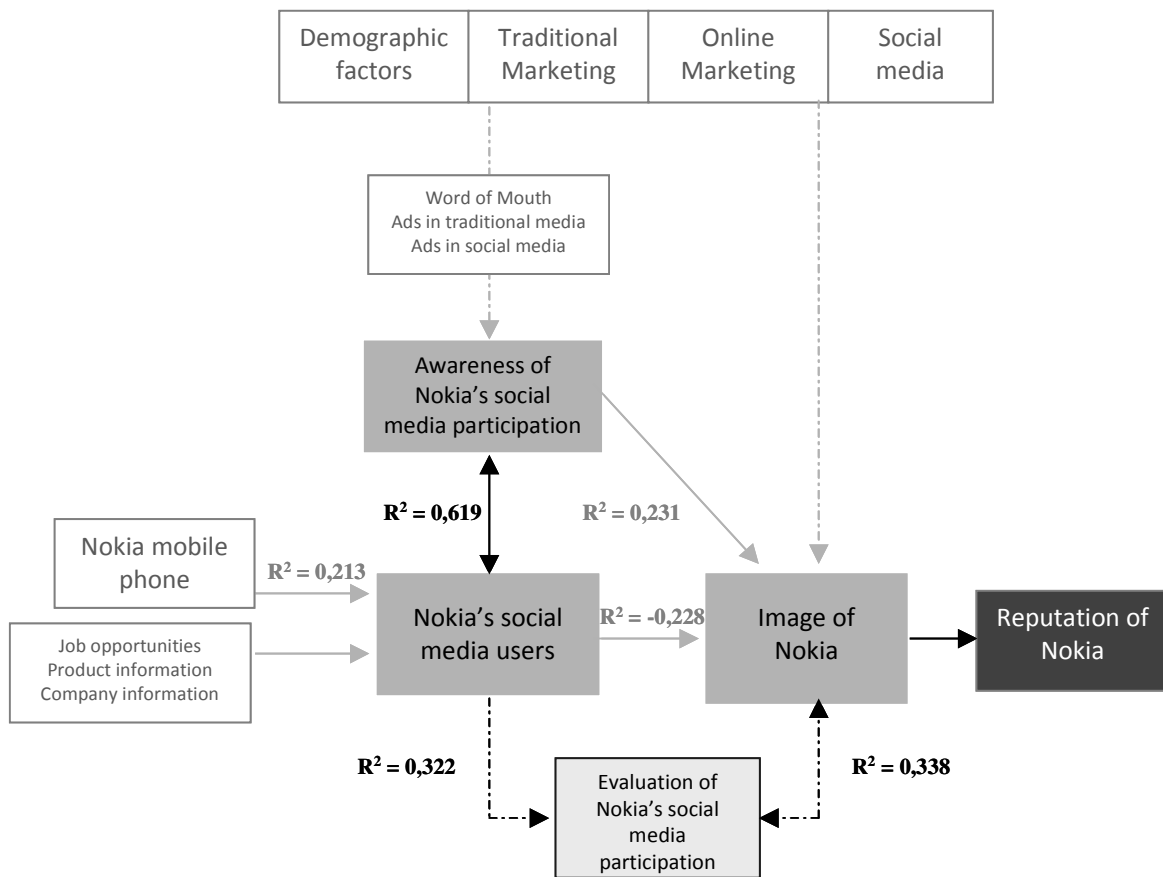 Demographic
factors
Traditional
Marketing
Online
Marketing
Social
media
Word of Mouth
Ads in traditional media
Ads in social media
Awareness of
Nokia’s social
media participation
R² = 0,619
R² = 0,231
Nokia mobile
phone
R² = 0,213
Job opportunities
Product information
Company information
Nokia’s social
media users
R² = -0,228
Image of
Nokia
Reputation of
Nokia
R² = 0,322
Evaluation of
Nokia’s social
media
participation
R² = 0,338